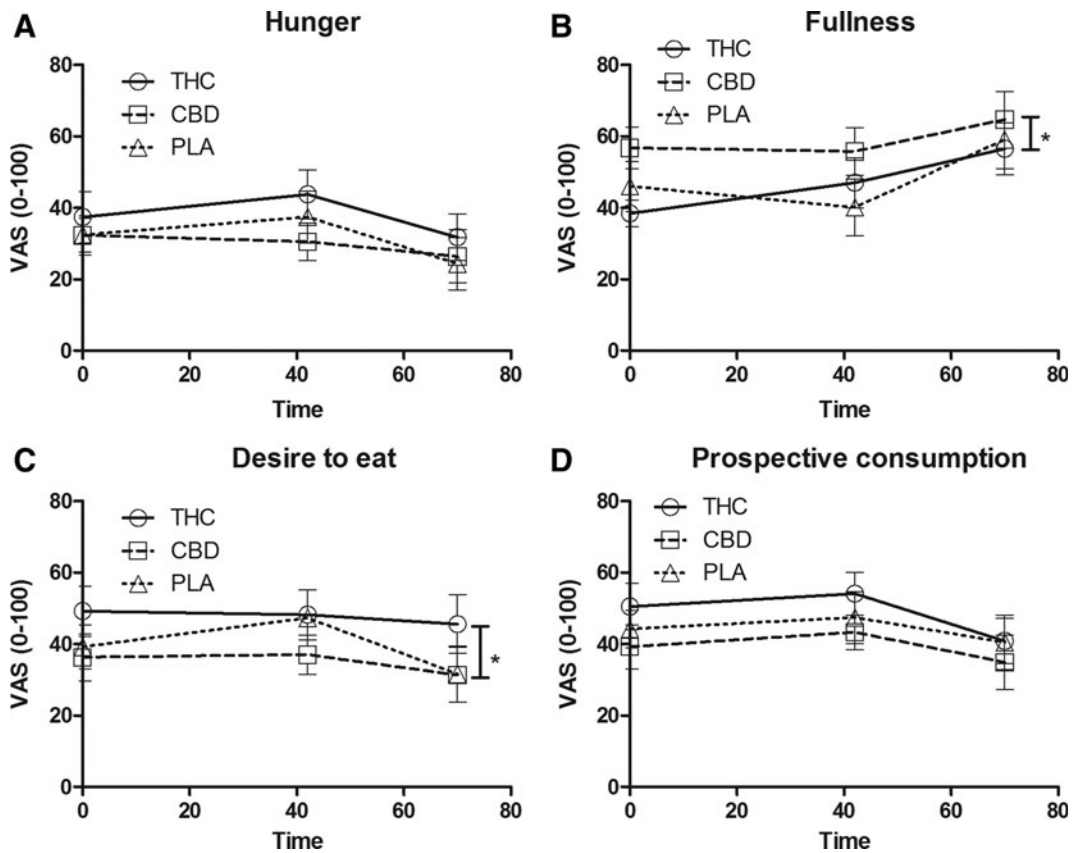 A Hunger
THC
CBD
PLA
VAS (0-100)
80
60
40
20
0
0 20 40 60 80
Time
B Fullness
THC
CBD
PLA
VAS (0-100)
80
60
40
20
0
*
0 20 40 60 80
Time
C Desire to eat
THC
CBD
PLA
VAS (0-100)
80
60
40
20
0
*
0 20 40 60 80
Time
D Prospective consumption
THC
CBD
PLA
VAS (0-100)
80
60
40
20
0
0 20 40 60 80
Time